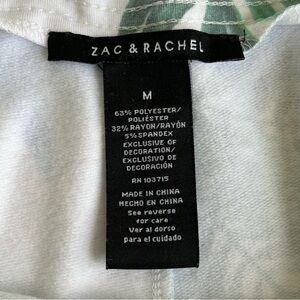 ZAC & RACHEL
M
63% POLYESTER/
POLIÉSTER
32% RAYON/RAYÓN
5% SPANDEX
EXCLUSIVE OF
DECORATION/
EXCLUSIVO DE
DECORACIÓN
RN 103715
MADE IN CHINA
HECHO EN CHINA
See reverse
for care
Ver al dorso
para el cuidado